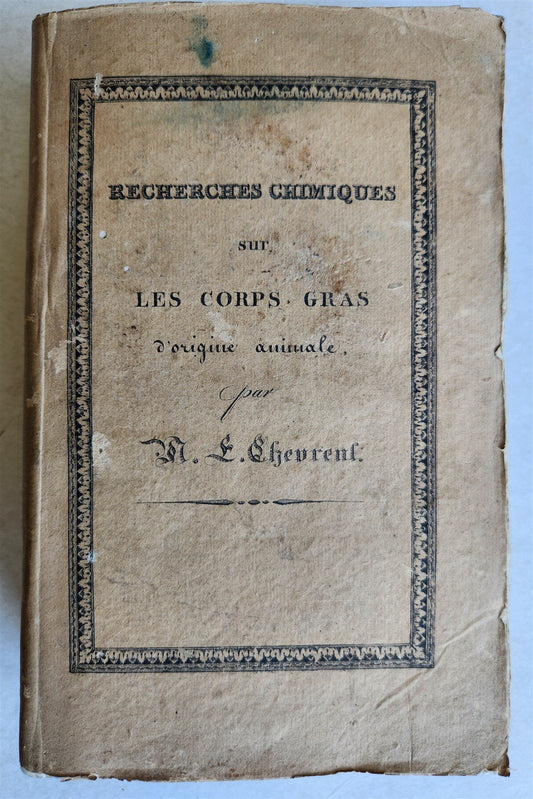 RECHERCHES CHIMIQUES
sur
LES CORPS GRAS
d'origine animale,
par
M. E. Chevreul.